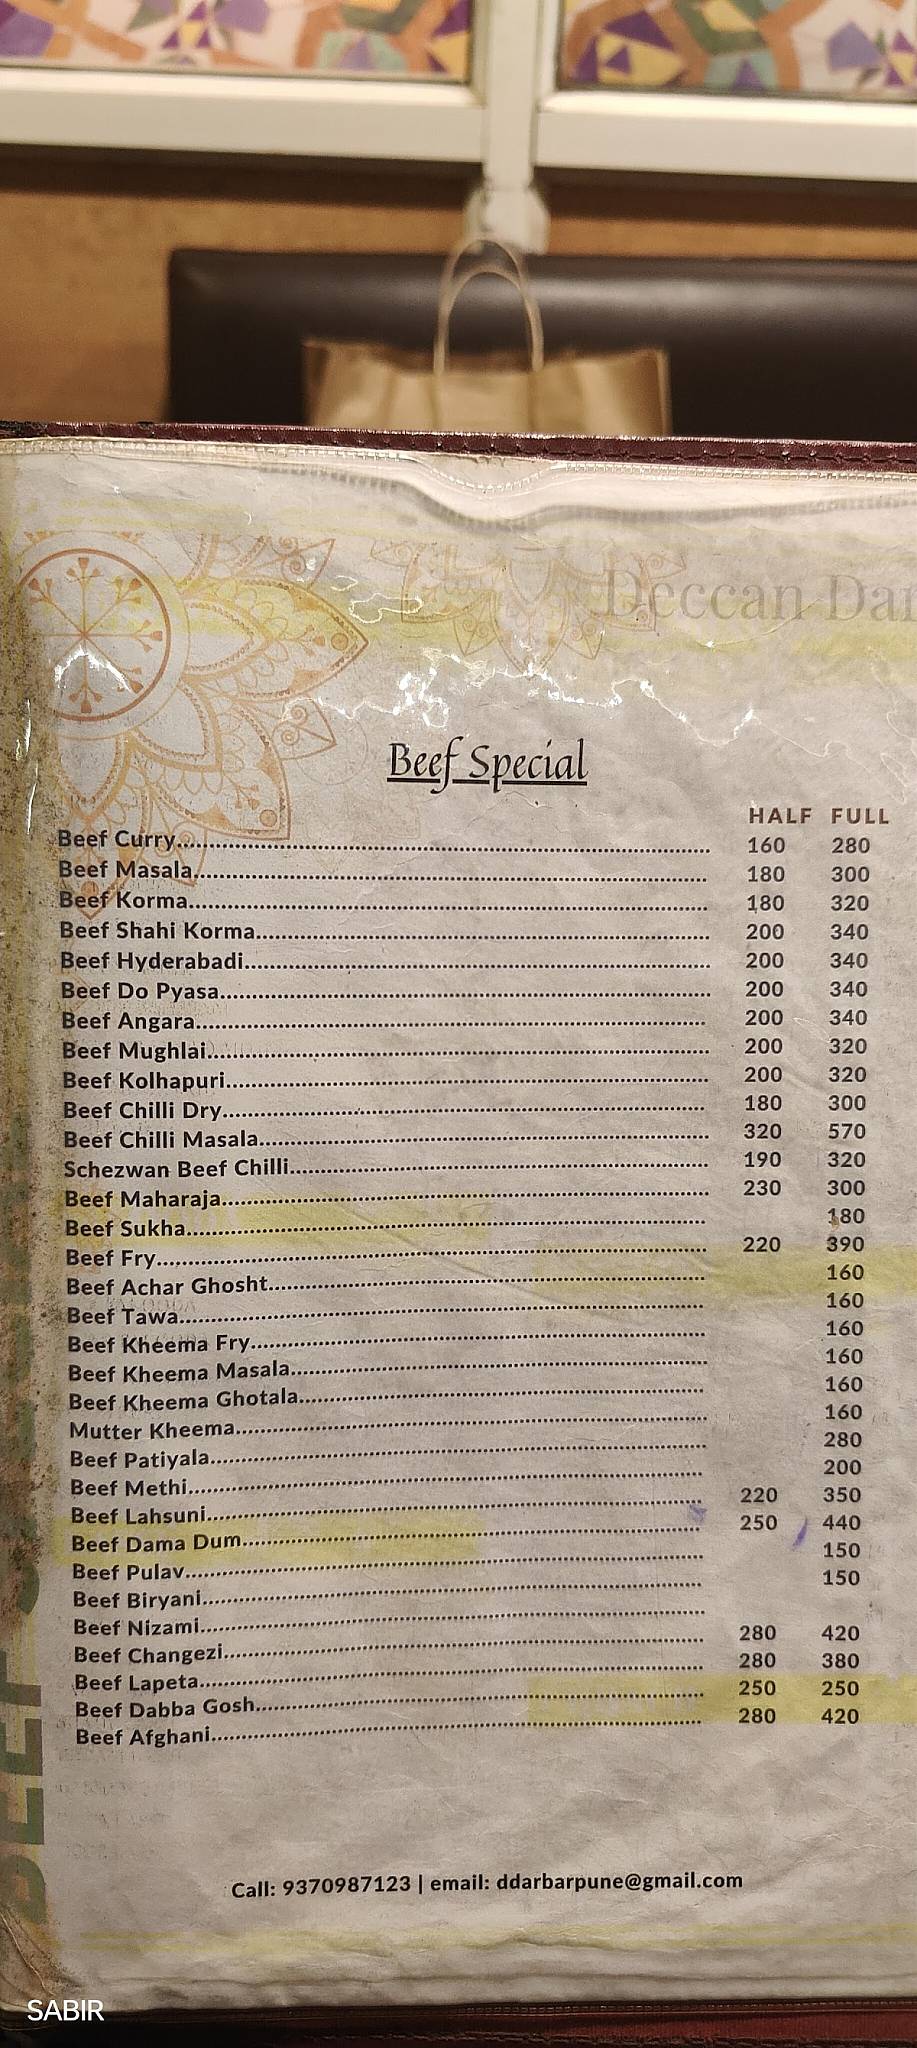 Deccan Dar
Beef Special
HALF FULL
Beef Curry 160 280
Beef Masala 180 300
Beef Korma 180 320
Beef Shahi Korma 200 340
Beef Hyderabadi 200 340
Beef Do Pyasa 200 340
Beef Angara 200 340
Beef Mughlai 200 320
Beef Kolhapuri 200 320
Beef Chilli Dry 180 300
Beef Chilli Masala 320 570
Schezwan Beef Chilli 190 320
Beef Maharaja 230 300
Beef Sukha 180
Beef Fry 220 390
Beef Achar Ghosht 160
Beef Tawa 160
Beef Kheema Fry 160
Beef Kheema Masala 160
Beef Kheema Ghotala 160
Mutter Kheema 160
Beef Patiyala 280
Beef Methi 200
Beef Lahsuni 220 350
Beef Dama Dum 250 440
Beef Pulav 150
Beef Biryani 150
Beef Nizami
Beef Changezi 280 420
Beef Lapeta 280 380
Beef Dabba Gosh 250 250
Beef Afghani 280 420
Call: 9370987123 | email: ddarbarpune@gmail.com
SABIR